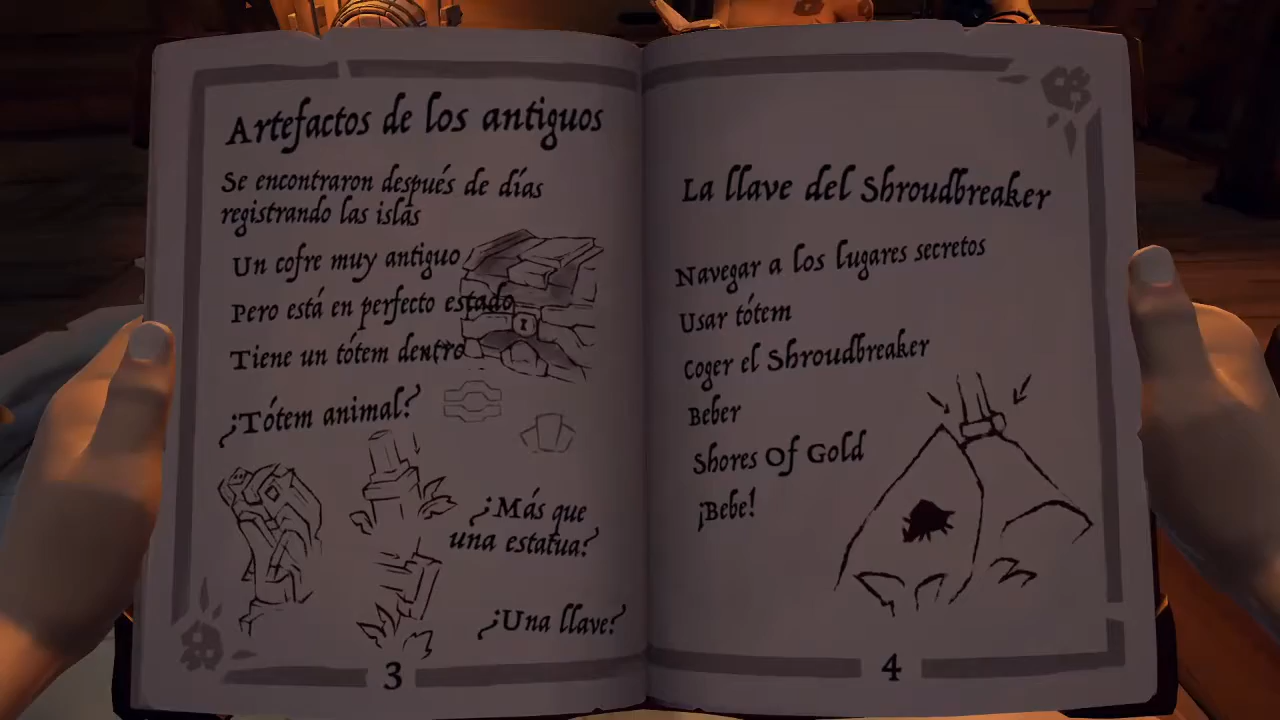 Artefactos de los antiguos
Se encontraron después de días
registrando las islas
Un cofre muy antiguo
Pero está en perfecto estado
Tiene un tótem dentro
¿Tótem animal?
¿Más que
una estatua?
¿Una llave?
3
La llave del Shroudbreaker
Navegar a los lugares secretos
Usar tótem
Coger el Shroudbreaker
Beber
Shores Of Gold
¡Bebe!
4